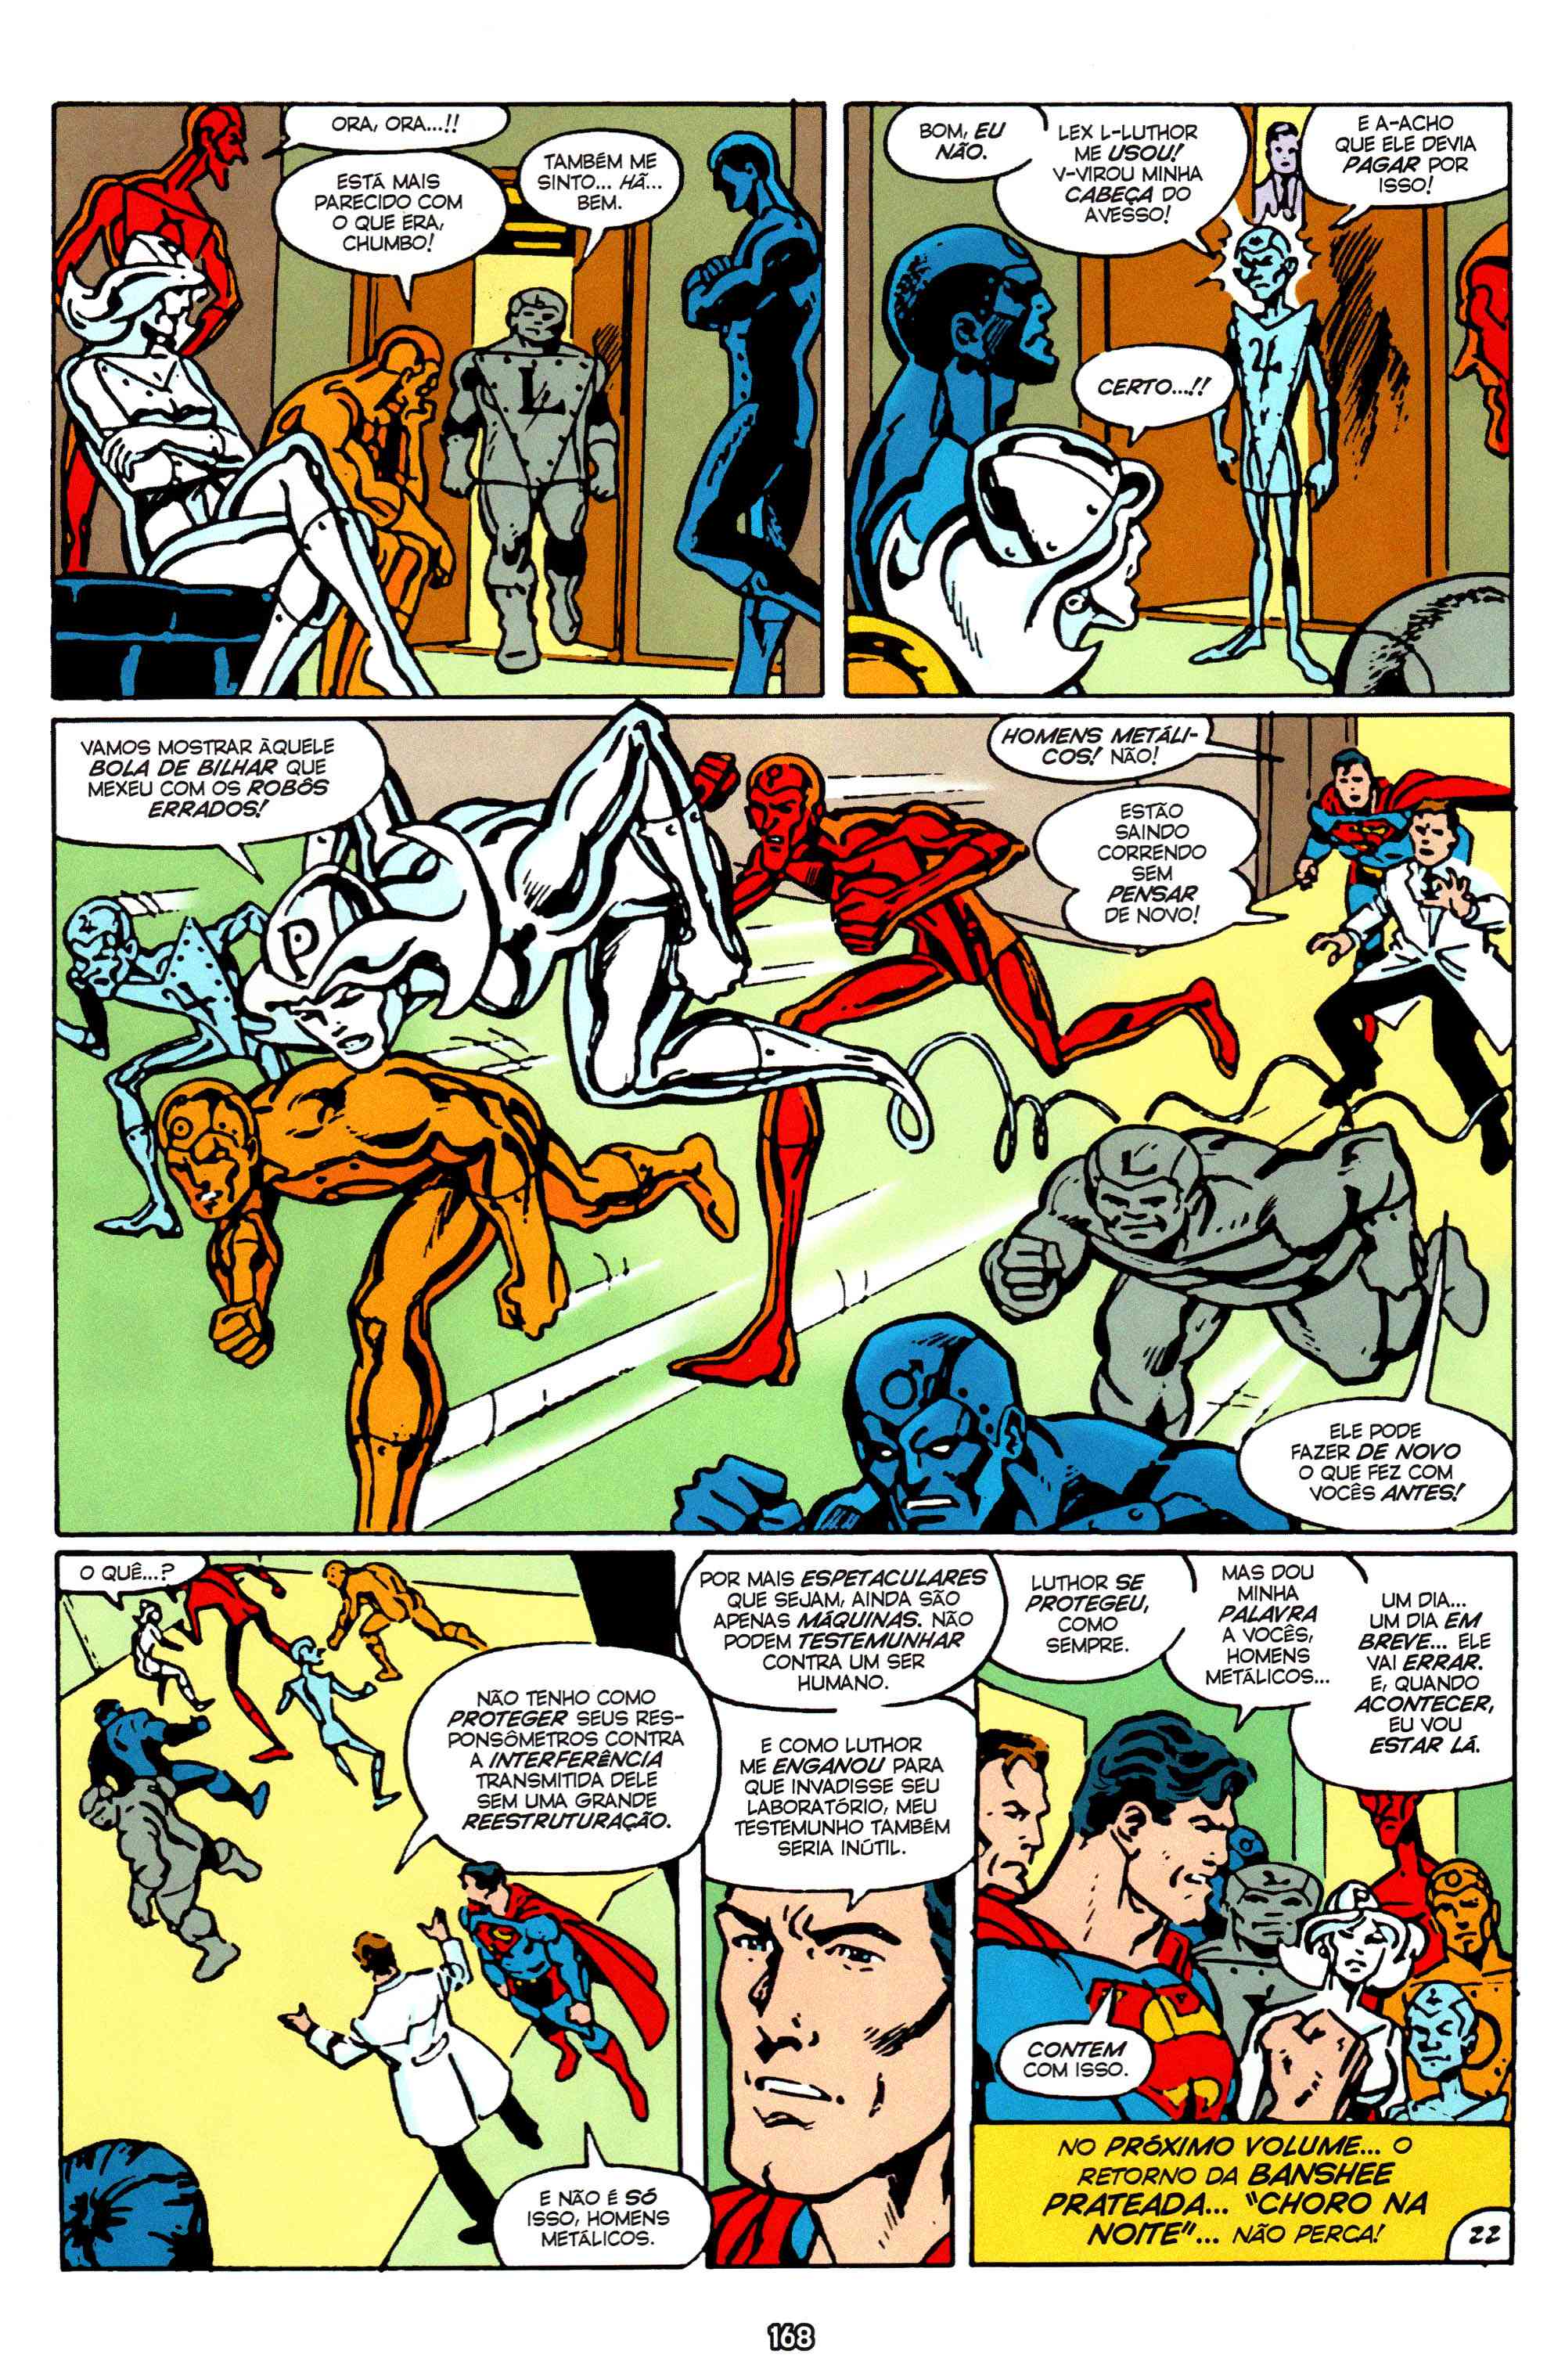 ORA, ORA...!!
ESTÁ MAIS
PARECIDO COM
O QUE ERA,
CHUMBO!
TAMBÉM ME
SINTO... HÃ...
BEM.
L
BOM, EU
NÃO.
LEX L-LUTHOR
ME USOU!
V-VIROU MINHA
CABEÇA DO
AVESSO!
E A-ACHO
QUE ELE DEVIA
PAGAR POR
ISSO!
CERTO...!!
VAMOS MOSTRAR ÀQUELE
BOLA DE BILHAR QUE
MEXEU COM OS ROBÔS
ERRADOS!
HOMENS METÁLI-
COS! NÃO!
ESTÃO
SAINDO
CORRENDO
SEM
PENSAR
DE NOVO!
P
L
ELE PODE
FAZER DE NOVO
O QUE FEZ COM
VOCÊS ANTES!
O QUÊ...?
NÃO TENHO COMO
PROTEGER SEUS RES-
PONSÔMETROS CONTRA
A INTERFERÊNCIA
TRANSMITIDA DELE
SEM UMA GRANDE
REESTRUTURAÇÃO.
E NÃO É SÓ
ISSO, HOMENS
METÁLICOS.
POR MAIS ESPETACULARES
QUE SEJAM, AINDA SÃO
APENAS MÁQUINAS. NÃO
PODEM TESTEMUNHAR
CONTRA UM SER
HUMANO.
E COMO LUTHOR
ME ENGANOU PARA
QUE INVADISSE SEU
LABORATÓRIO, MEU
TESTEMUNHO TAMBÉM
SERIA INÚTIL.
LUTHOR SE
PROTEGEU,
COMO
SEMPRE.
MAS DOU
MINHA
PALAVRA
A VOCÊS,
HOMENS
METÁLICOS...
UM DIA...
UM DIA EM
BREVE... ELE
VAI ERRAR.
E, QUANDO
ACONTECER,
EU VOU
ESTAR LÁ.
CONTEM
COM ISSO.
NO PRÓXIMO VOLUME... O
RETORNO DA BANSHEE
PRATEADA... "CHORO NA
NOITE"... NÃO PERCA!
22
168